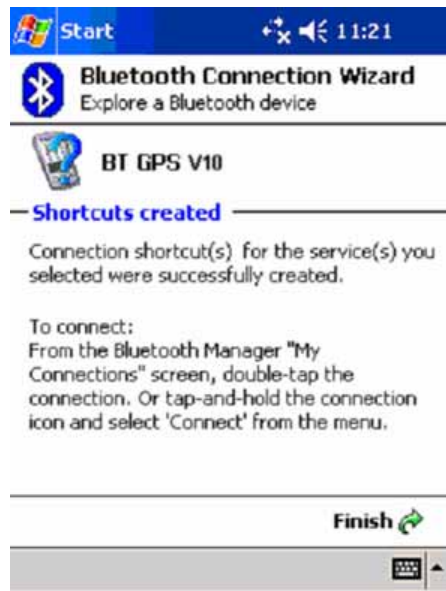 Start 11:21
Bluetooth Connection Wizard
Explore a Bluetooth device
BT GPS V10
Shortcuts created
Connection shortcut(s) for the service(s) you
selected were successfully created.
To connect:
From the Bluetooth Manager "My
Connections" screen, double-tap the
connection. Or tap-and-hold the connection
icon and select 'Connect' from the menu.
Finish